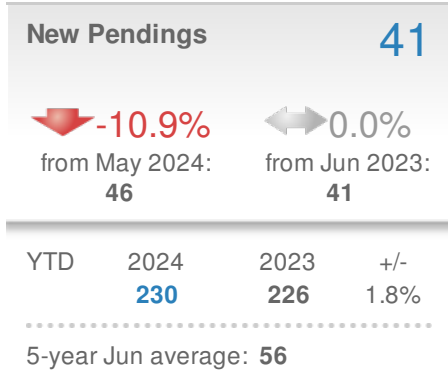 New Pendings 41
-10.9% 0.0%
from May 2024: from Jun 2023:
46 41
YTD 2024 2023 +/-
230 226 1.8%
5-year Jun average: 56